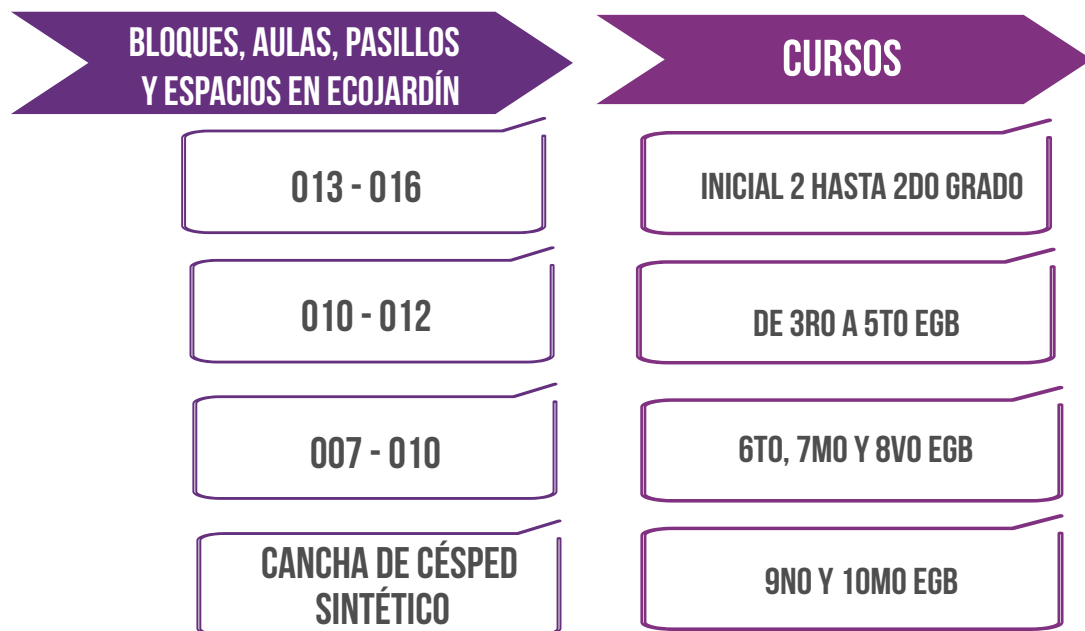 BLOQUES, AULAS, PASILLOS
Y ESPACIOS EN ECOJARDÍN
CURSOS
013 - 016
INICIAL 2 HASTA 2DO GRADO
010 - 012
DE 3RO A 5TO EGB
007 - 010
6TO, 7MO Y 8VO EGB
CANCHA DE CÉSPED
SINTÉTICO
9NO Y 10MO EGB